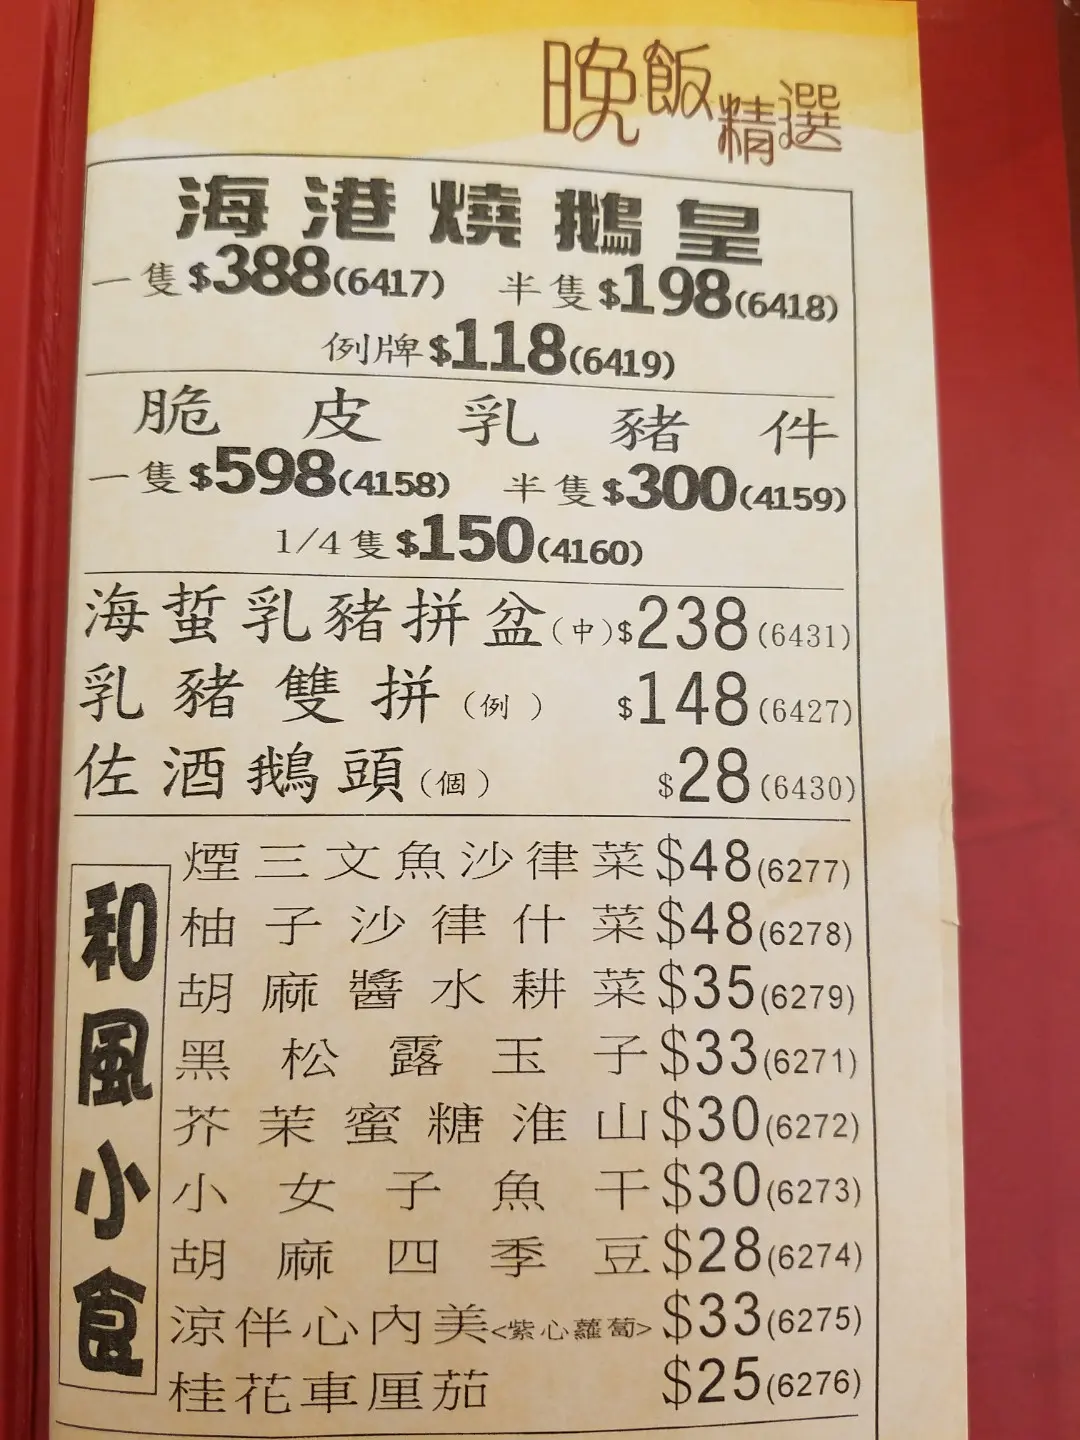 晚飯精選
海港燒鵝皇
一隻$388(6417) 半隻$198(6418)
例牌$118(6419)
脆皮乳豬件
一隻$598(4158) 半隻$300(4159)
1/4隻$150(4160)
海蜇乳豬拼盆(中)$238(6431)
乳豬雙拼(例) $148(6427)
佐酒鵝頭(個) $28(6430)
和風小食
煙三文魚沙律菜$48(6277)
柚子沙律什菜$48(6278)
胡麻醬水耕菜$35(6279)
黑松露玉子$33(6271)
芥茉蜜糖淮山$30(6272)
小女子魚干$30(6273)
胡麻四季豆$28(6274)
涼伴心內美<紫心蘿蔔>$33(6275)
桂花車厘茄 $25(6276)